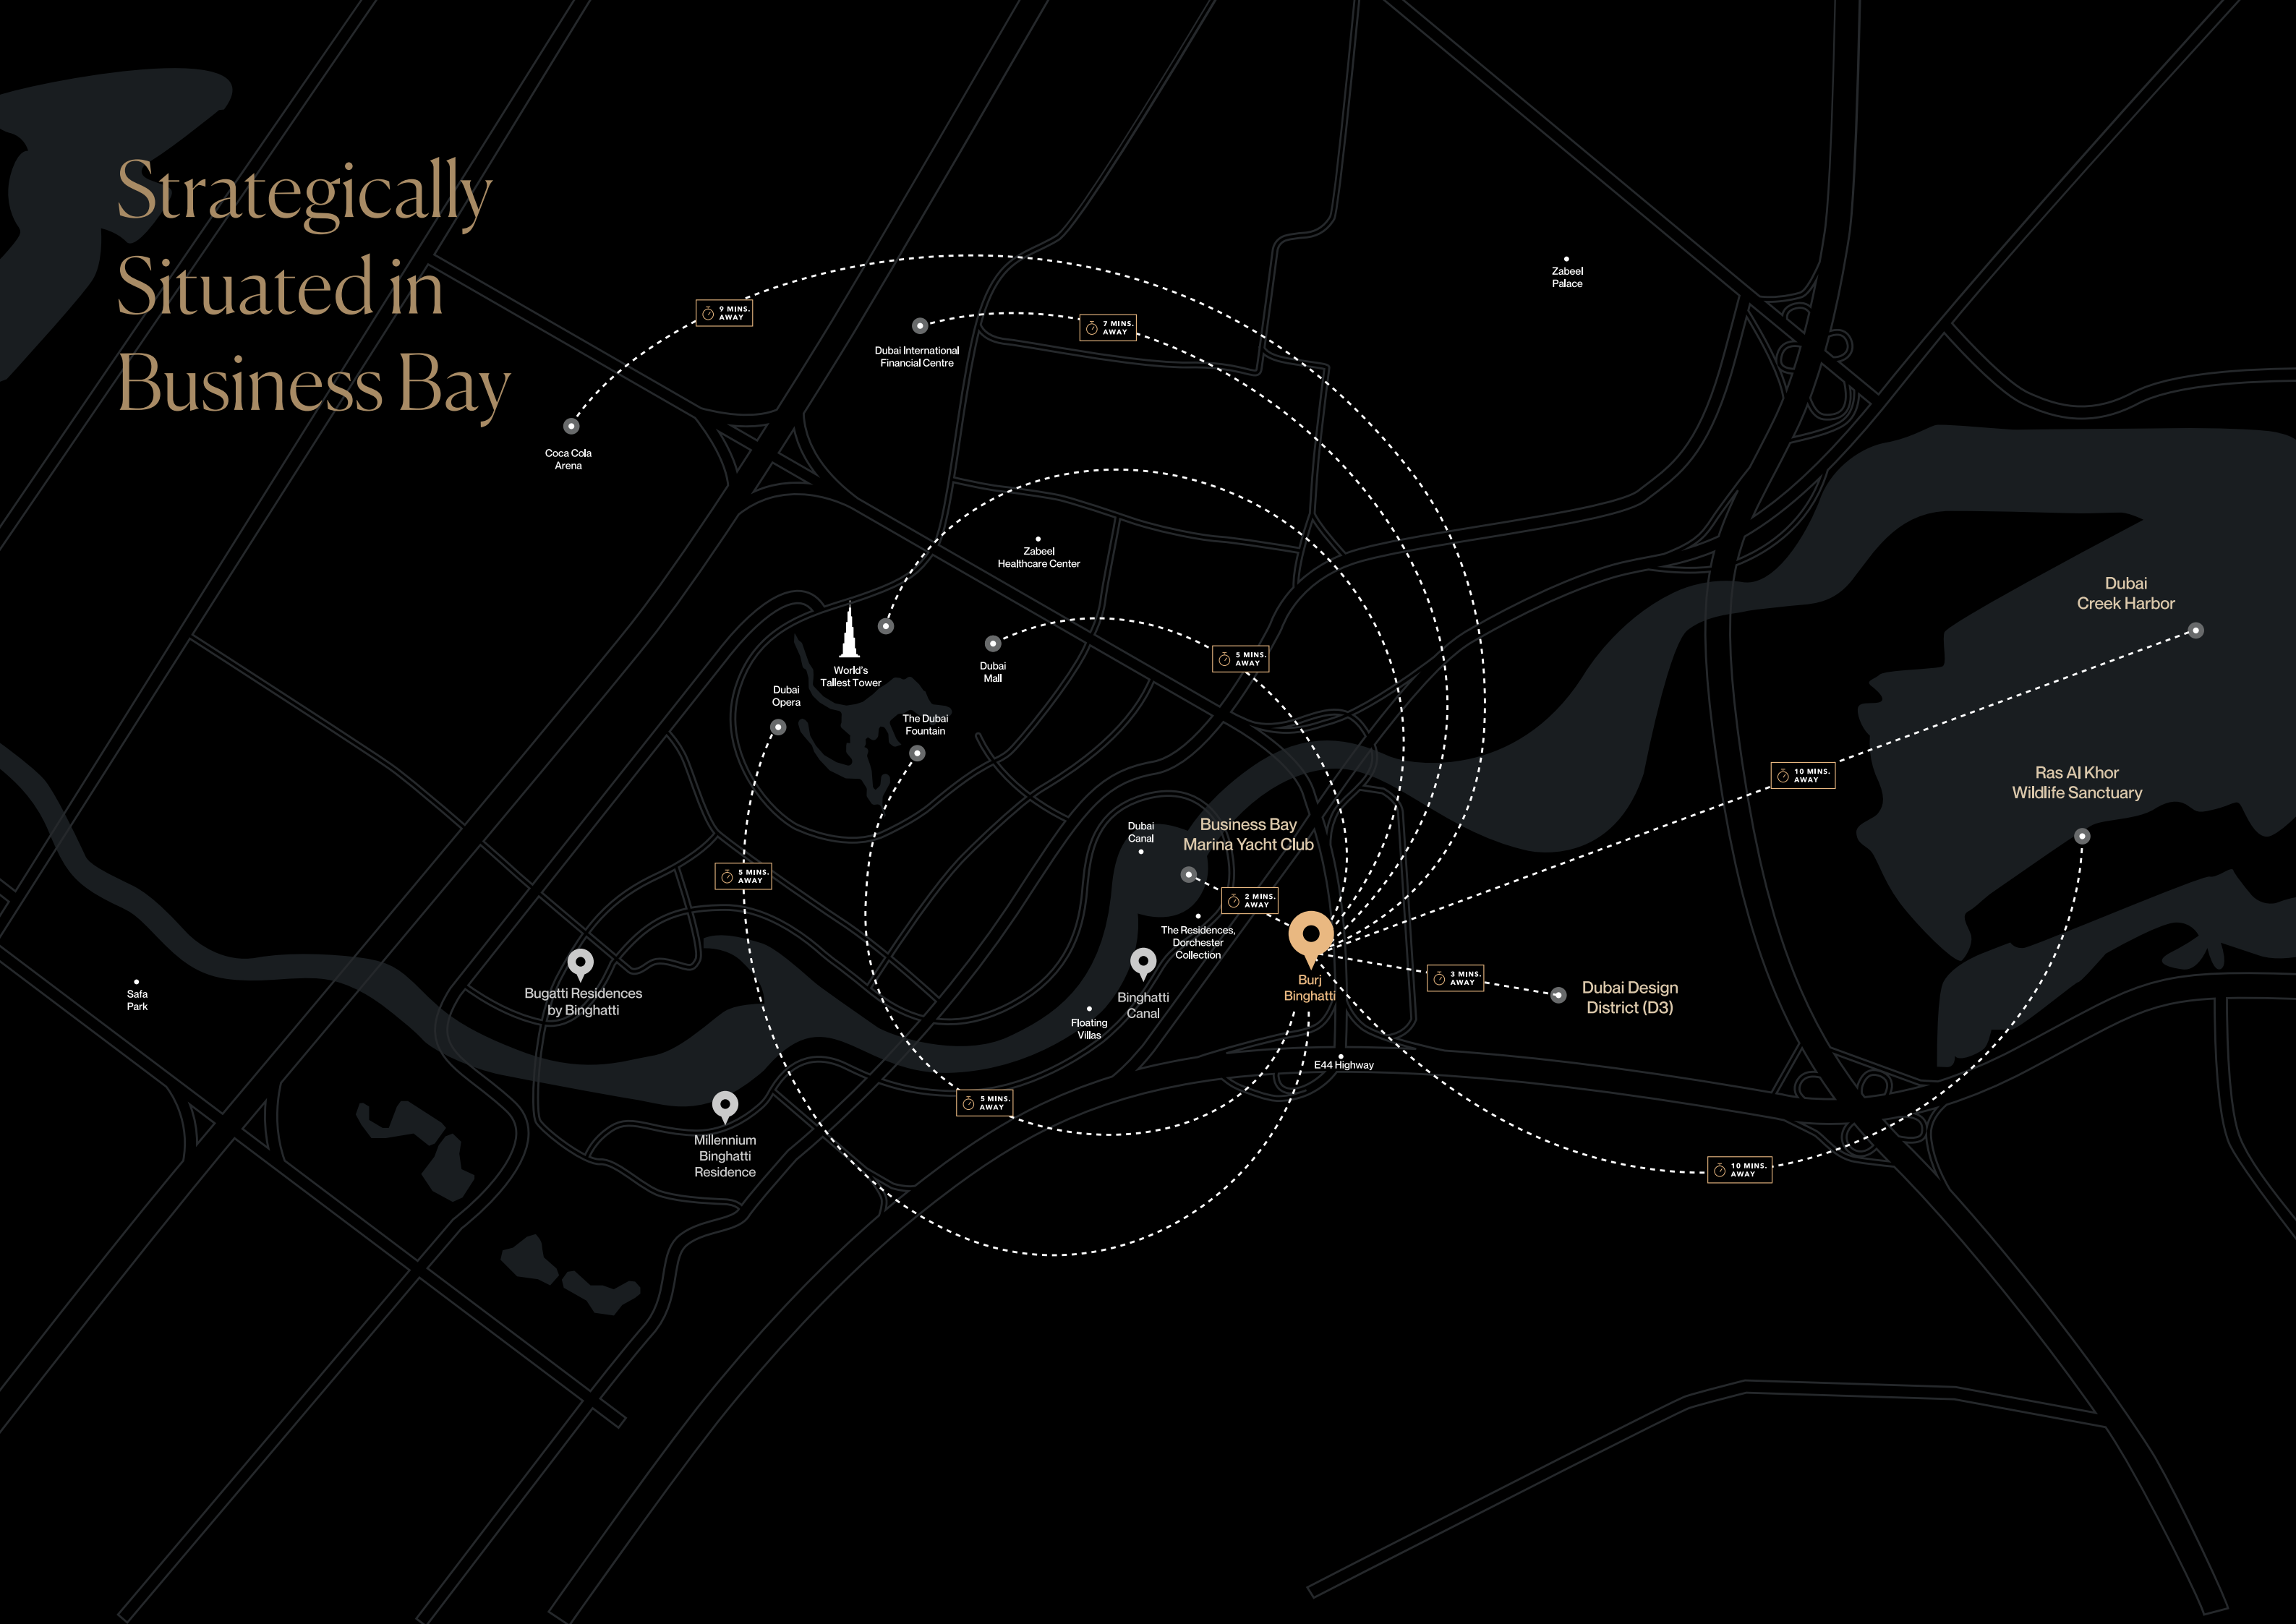 Strategically
Situated in
Business Bay
Zabeel
Palace
9 MINS.
AWAY
7 MINS.
AWAY
Dubai International
Financial Centre
Coca Cola
Arena
Zabeel
Healthcare Center
Dubai
Creek Harbor
World's
Tallest Tower
Dubai
Mall
5 MINS.
AWAY
Dubai
Opera
The Dubai
Fountain
10 MINS.
AWAY
Ras Al Khor
Wildlife Sanctuary
Dubai
Canal
Business Bay
Marina Yacht Club
5 MINS.
AWAY
2 MINS.
AWAY
The Residences,
Dorchester
Collection
Burj
Binghatti
3 MINS.
AWAY
Dubai Design
District (D3)
Safa
Park
Bugatti Residences
by Binghatti
Binghatti
Canal
Floating
Villas
E44 Highway
5 MINS.
AWAY
Millennium
Binghatti
Residence
10 MINS.
AWAY